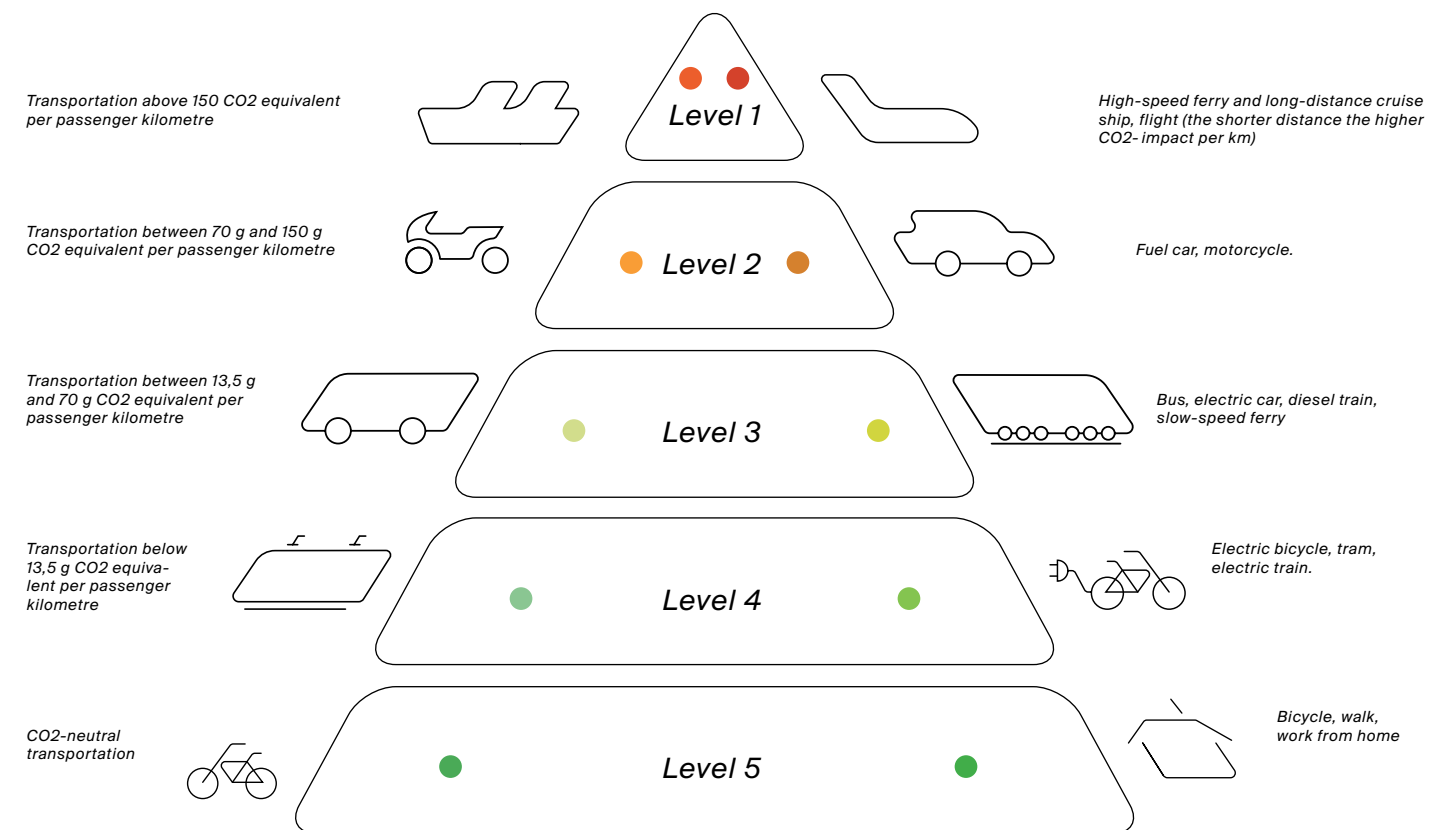 Transportation above 150 CO2 equivalent
per passenger kilometre
Level 1
High-speed ferry and long-distance cruise
ship, flight (the shorter distance the higher
CO2- impact per km)
Transportation between 70 g and 150 g
CO2 equivalent per passenger kilometre
Level 2
Fuel car, motorcycle.
Transportation between 13,5 g
and 70 g CO2 equivalent per
passenger kilometre
Level 3
Bus, electric car, diesel train,
slow-speed ferry
Transportation below
13,5 g CO2 equiva-
lent per passenger
kilometre
Level 4
Electric bicycle, tram,
electric train.
CO2-neutral
transportation
Level 5
Bicycle, walk,
work from home